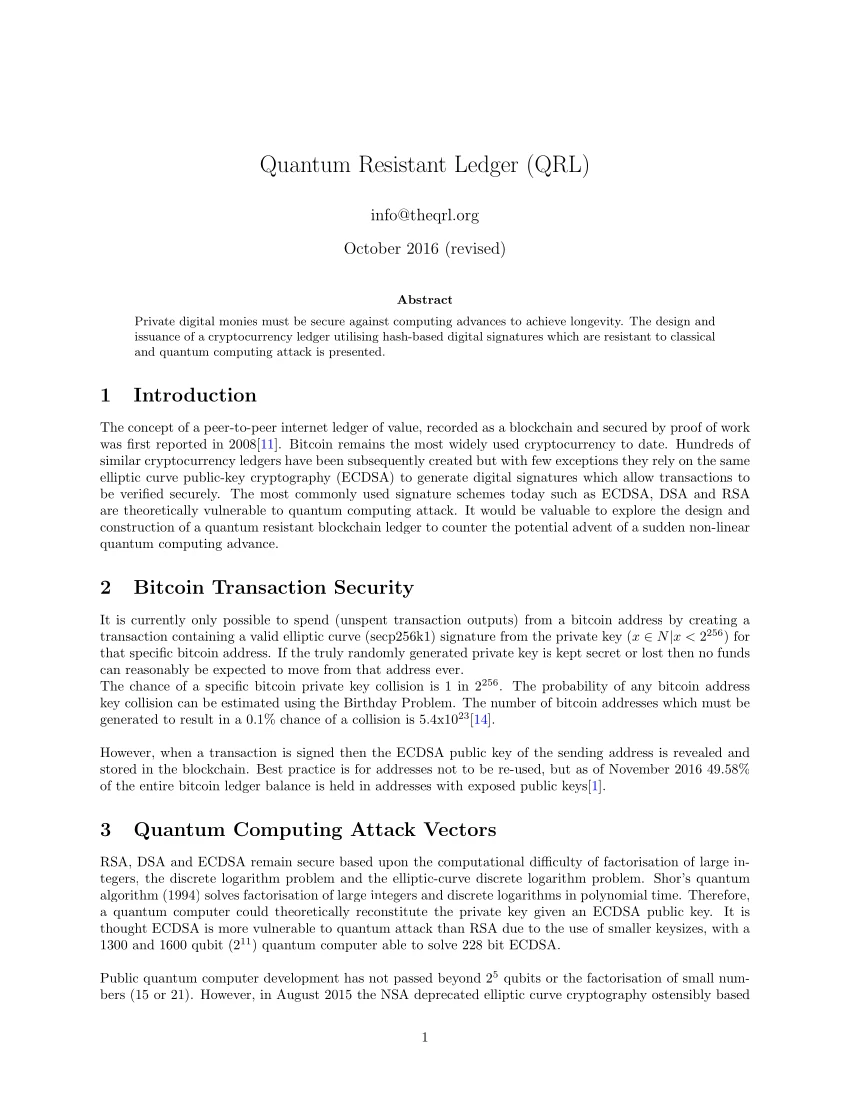 Quantum Resistant Ledger (QRL)
info@theqrl.org
October 2016 (revised)
Abstract
Private digital monies must be secure against computing advances to achieve longevity. The design and
issuance of a cryptocurrency ledger utilising hash-based digital signatures which are resistant to classical
and quantum computing attack is presented.
1 Introduction
The concept of a peer-to-peer internet ledger of value, recorded as a blockchain and secured by proof of work
was first reported in 2008[11]. Bitcoin remains the most widely used cryptocurrency to date. Hundreds of
similar cryptocurrency ledgers have been subsequently created but with few exceptions they rely on the same
elliptic curve public-key cryptography (ECDSA) to generate digital signatures which allow transactions to
be verified securely. The most commonly used signature schemes today such as ECDSA, DSA and RSA
are theoretically vulnerable to quantum computing attack. It would be valuable to explore the design and
construction of a quantum resistant blockchain ledger to counter the potential advent of a sudden non-linear
quantum computing advance.
2 Bitcoin Transaction Security
It is currently only possible to spend (unspent transaction outputs) from a bitcoin address by creating a
transaction containing a valid elliptic curve (secp256k1) signature from the private key (x ∈ N|x < 2²⁵⁶) for
that specific bitcoin address. If the truly randomly generated private key is kept secret or lost then no funds
can reasonably be expected to move from that address ever.
The chance of a specific bitcoin private key collision is 1 in 2²⁵⁶. The probability of any bitcoin address
key collision can be estimated using the Birthday Problem. The number of bitcoin addresses which must be
generated to result in a 0.1% chance of a collision is 5.4x10²³[14].
However, when a transaction is signed then the ECDSA public key of the sending address is revealed and
stored in the blockchain. Best practice is for addresses not to be re-used, but as of November 2016 49.58%
of the entire bitcoin ledger balance is held in addresses with exposed public keys[1].
3 Quantum Computing Attack Vectors
RSA, DSA and ECDSA remain secure based upon the computational difficulty of factorisation of large in-
tegers, the discrete logarithm problem and the elliptic-curve discrete logarithm problem. Shor's quantum
algorithm (1994) solves factorisation of large integers and discrete logarithms in polynomial time. Therefore,
a quantum computer could theoretically reconstitute the private key given an ECDSA public key. It is
thought ECDSA is more vulnerable to quantum attack than RSA due to the use of smaller keysizes, with a
1300 and 1600 qubit (2¹¹) quantum computer able to solve 228 bit ECDSA.
Public quantum computer development has not passed beyond 2⁵ qubits or the factorisation of small num-
bers (15 or 21). However, in August 2015 the NSA deprecated elliptic curve cryptography ostensibly based
1